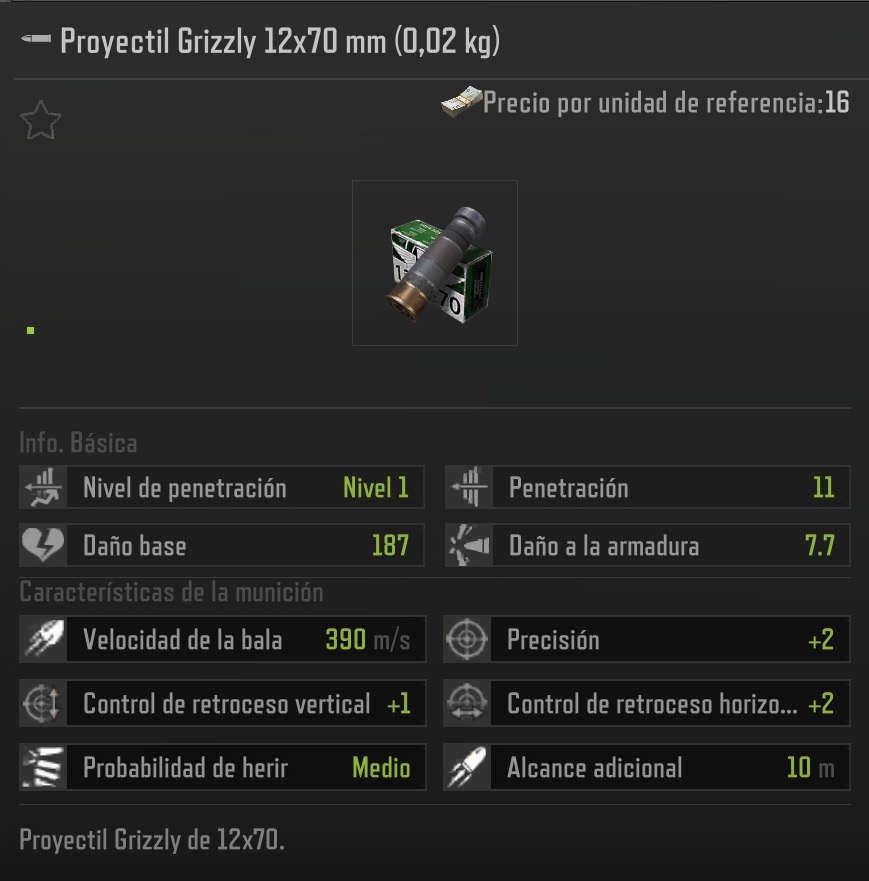 Proyectil Grizzly 12x70 mm (0,02 kg)
Precio por unidad de referencia:16
70
Info. Básica
Nivel de penetración Nivel 1
Penetración 11
Daño base 187
Daño a la armadura 7.7
Características de la munición
Velocidad de la bala 390 m/s
Precisión +2
Control de retroceso vertical +1
Control de retroceso horizo... +2
Probabilidad de herir Medio
Alcance adicional 10 m
Proyectil Grizzly de 12x70.